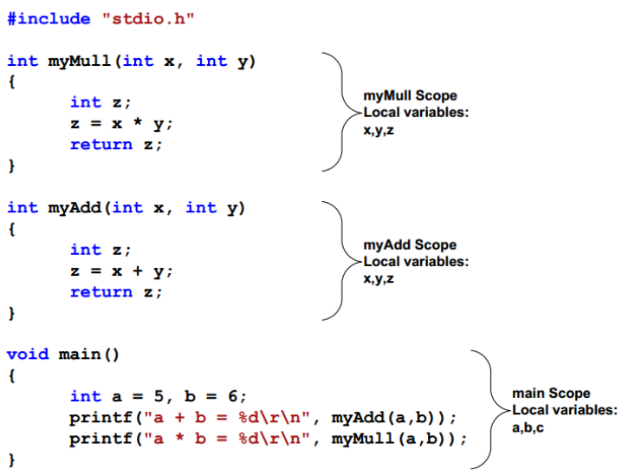 #include "stdio.h"
int myMull(int x, int y)
{
int z;
z = x * y;
return z;
}
myMull Scope
Local variables:
x,y,z
int myAdd(int x, int y)
{
int z;
z = x + y;
return z;
}
myAdd Scope
Local variables:
x,y,z
void main()
{
int a = 5, b = 6;
printf("a + b = %d\r\n", myAdd(a,b));
printf("a * b = %d\r\n", myMull(a,b));
}
main Scope
Local variables:
a,b,c